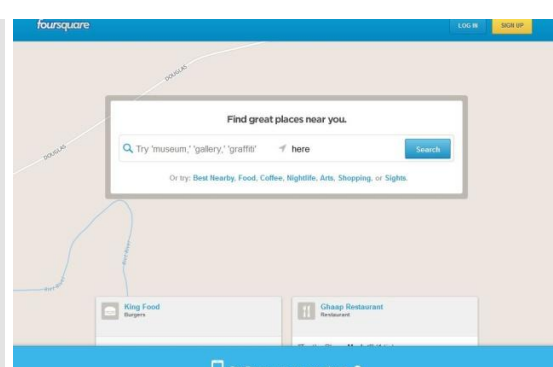 foursquare
LOG IN
SIGN UP
DOUGLAS
Find great places near you.
DOUGLAS
Try 'museum,' 'gallery,' 'graffiti'
here
Search
Or try: Best Nearby, Food, Coffee, Nightlife, Arts, Shopping, or Sights.
King Food
Burgers
Ghaap Restaurant
Restaurant